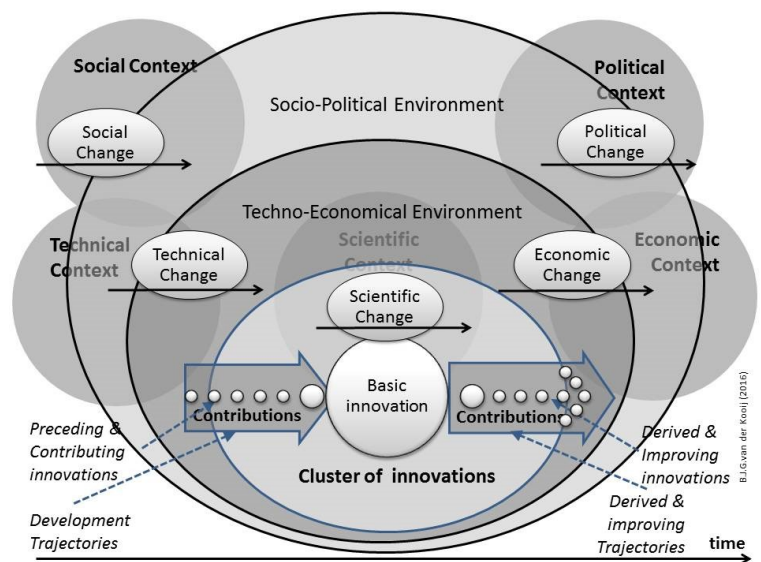 Social Context
Political
Context
Socio-Political Environment
Social
Change
Political
Change
Techno-Economical Environment
Technical
Context
Scientific
Context
Economic
Context
Technical
Change
Economic
Change
Scientific
Change
Basic
innovation
Contributions
Contributions
Cluster of innovations
Preceding &
Contributing
innovations
Development
Trajectories
Derived &
Improving
innovations
Derived &
improving
Trajectories
time
B.J.G.van der Kooij (2016)